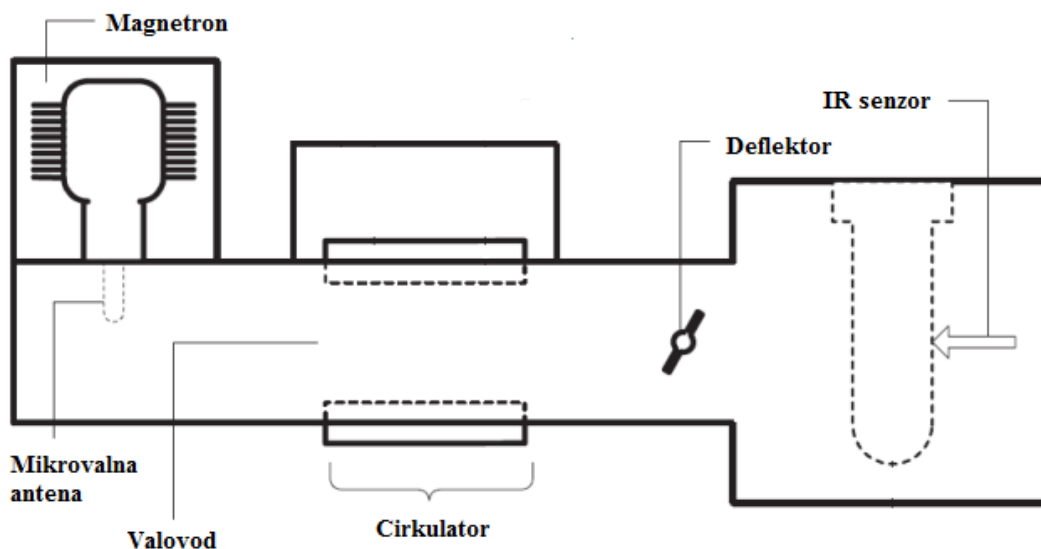 Magnetron
IR senzor
Deflektor
Mikrovalna
antena
Cirkulator
Valovod